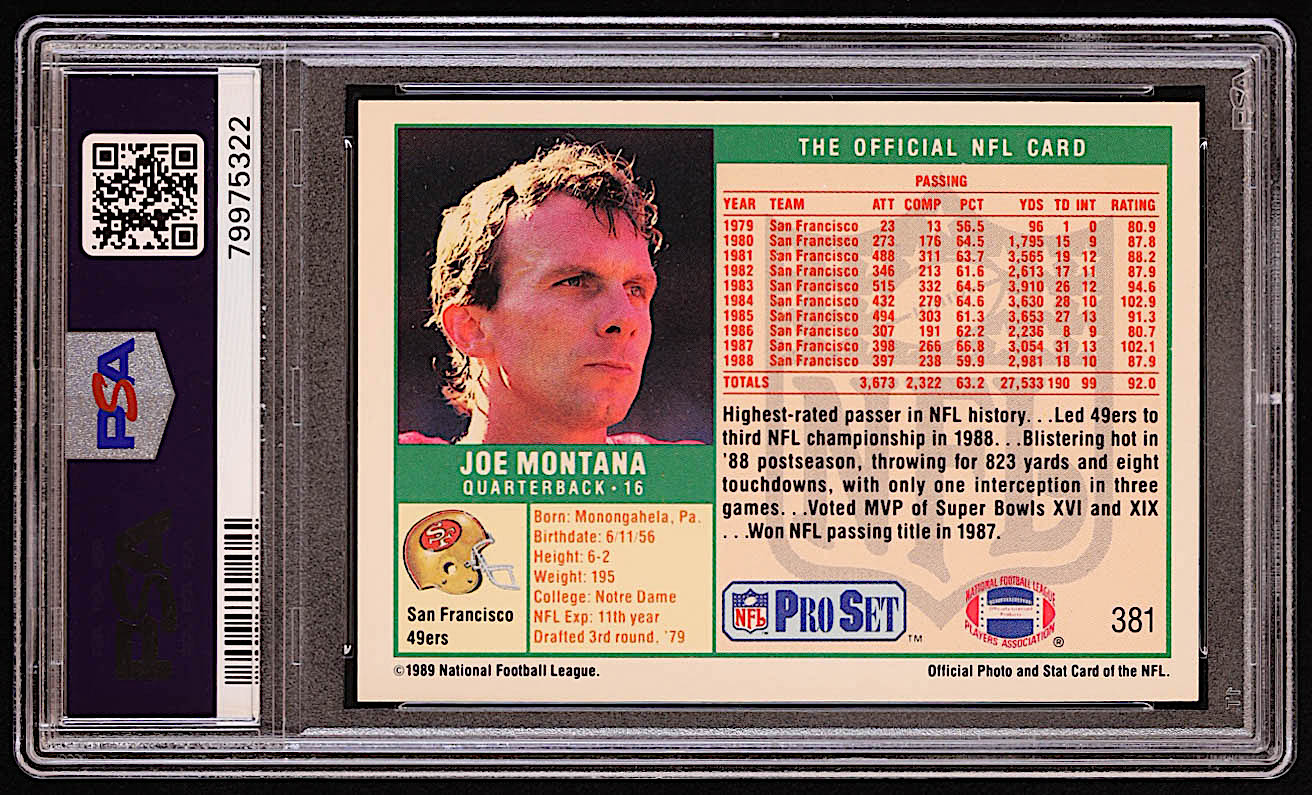 79975322
PSA
PSA
PSA
THE OFFICIAL NFL CARD
PASSING
YEAR TEAM ATT COMP PCT YDS TD INT RATING
1979 San Francisco 23 13 56.5 96 1 0 80.9
1980 San Francisco 273 176 64.5 1,795 15 9 87.8
1981 San Francisco 488 311 63.7 3,565 19 12 88.2
1982 San Francisco 346 213 61.6 2,613 17 11 87.9
1983 San Francisco 515 332 64.5 3,910 26 12 94.6
1984 San Francisco 432 279 64.6 3,630 28 10 102.9
1985 San Francisco 494 303 61.3 3,653 27 13 91.3
1986 San Francisco 307 191 62.2 2,236 8 9 80.7
1987 San Francisco 398 266 66.8 3,054 31 13 102.1
1988 San Francisco 397 238 59.9 2,981 18 10 87.9
TOTALS 3,673 2,322 63.2 27,533 190 99 92.0
Highest-rated passer in NFL history. . .Led 49ers to
third NFL championship in 1988. . .Blistering hot in
'88 postseason, throwing for 823 yards and eight
touchdowns, with only one interception in three
games. . .Voted MVP of Super Bowls XVI and XIX
. . .Won NFL passing title in 1987.
NFL
JOE MONTANA
QUARTERBACK • 16
SF
San Francisco
49ers
Born: Monongahela, Pa.
Birthdate: 6/11/56
Height: 6-2
Weight: 195
College: Notre Dame
NFL Exp: 11th year
Drafted 3rd round, '79
NFL PRO SET TM
NATIONAL FOOTBALL LEAGUE
Officially Licensed
Product
PLAYERS ASSOCIATION ®
381
©1989 National Football League.
Official Photo and Stat Card of the NFL.